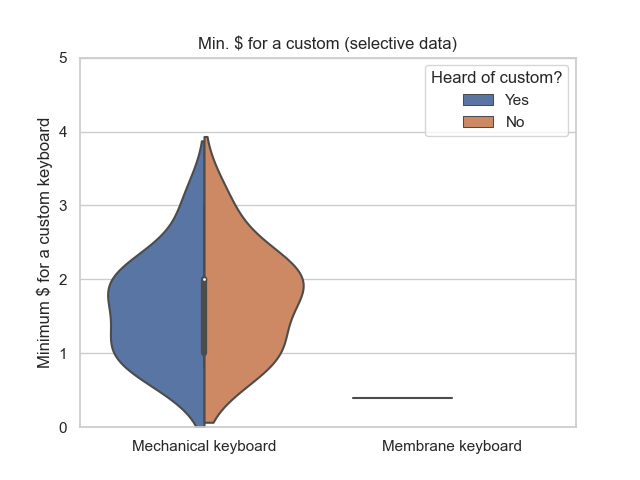 Min. $ for a custom (selective data)
Heard of custom?
Yes
No
Minimum $ for a custom keyboard
5
4
3
2
1
0
Mechanical keyboard
Membrane keyboard